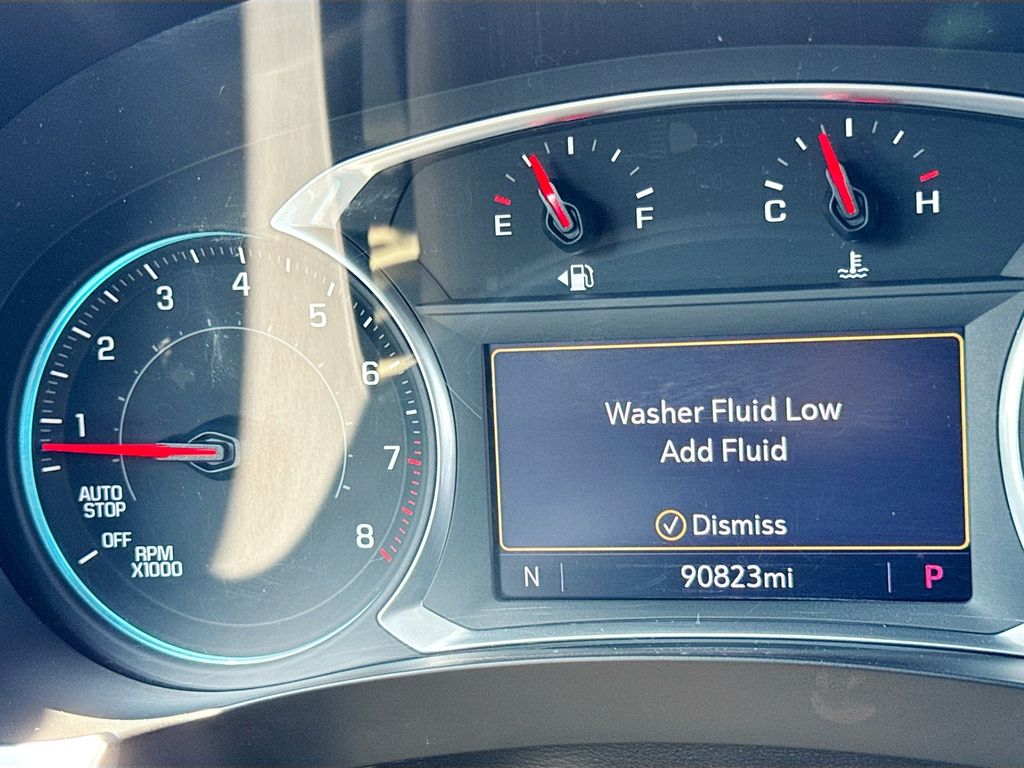 E
F
C
H
1
2
3
4
5
6
7
8
AUTO
STOP
OFF
RPM
X1000
Washer Fluid Low
Add Fluid
Dismiss
N
90823mi
P